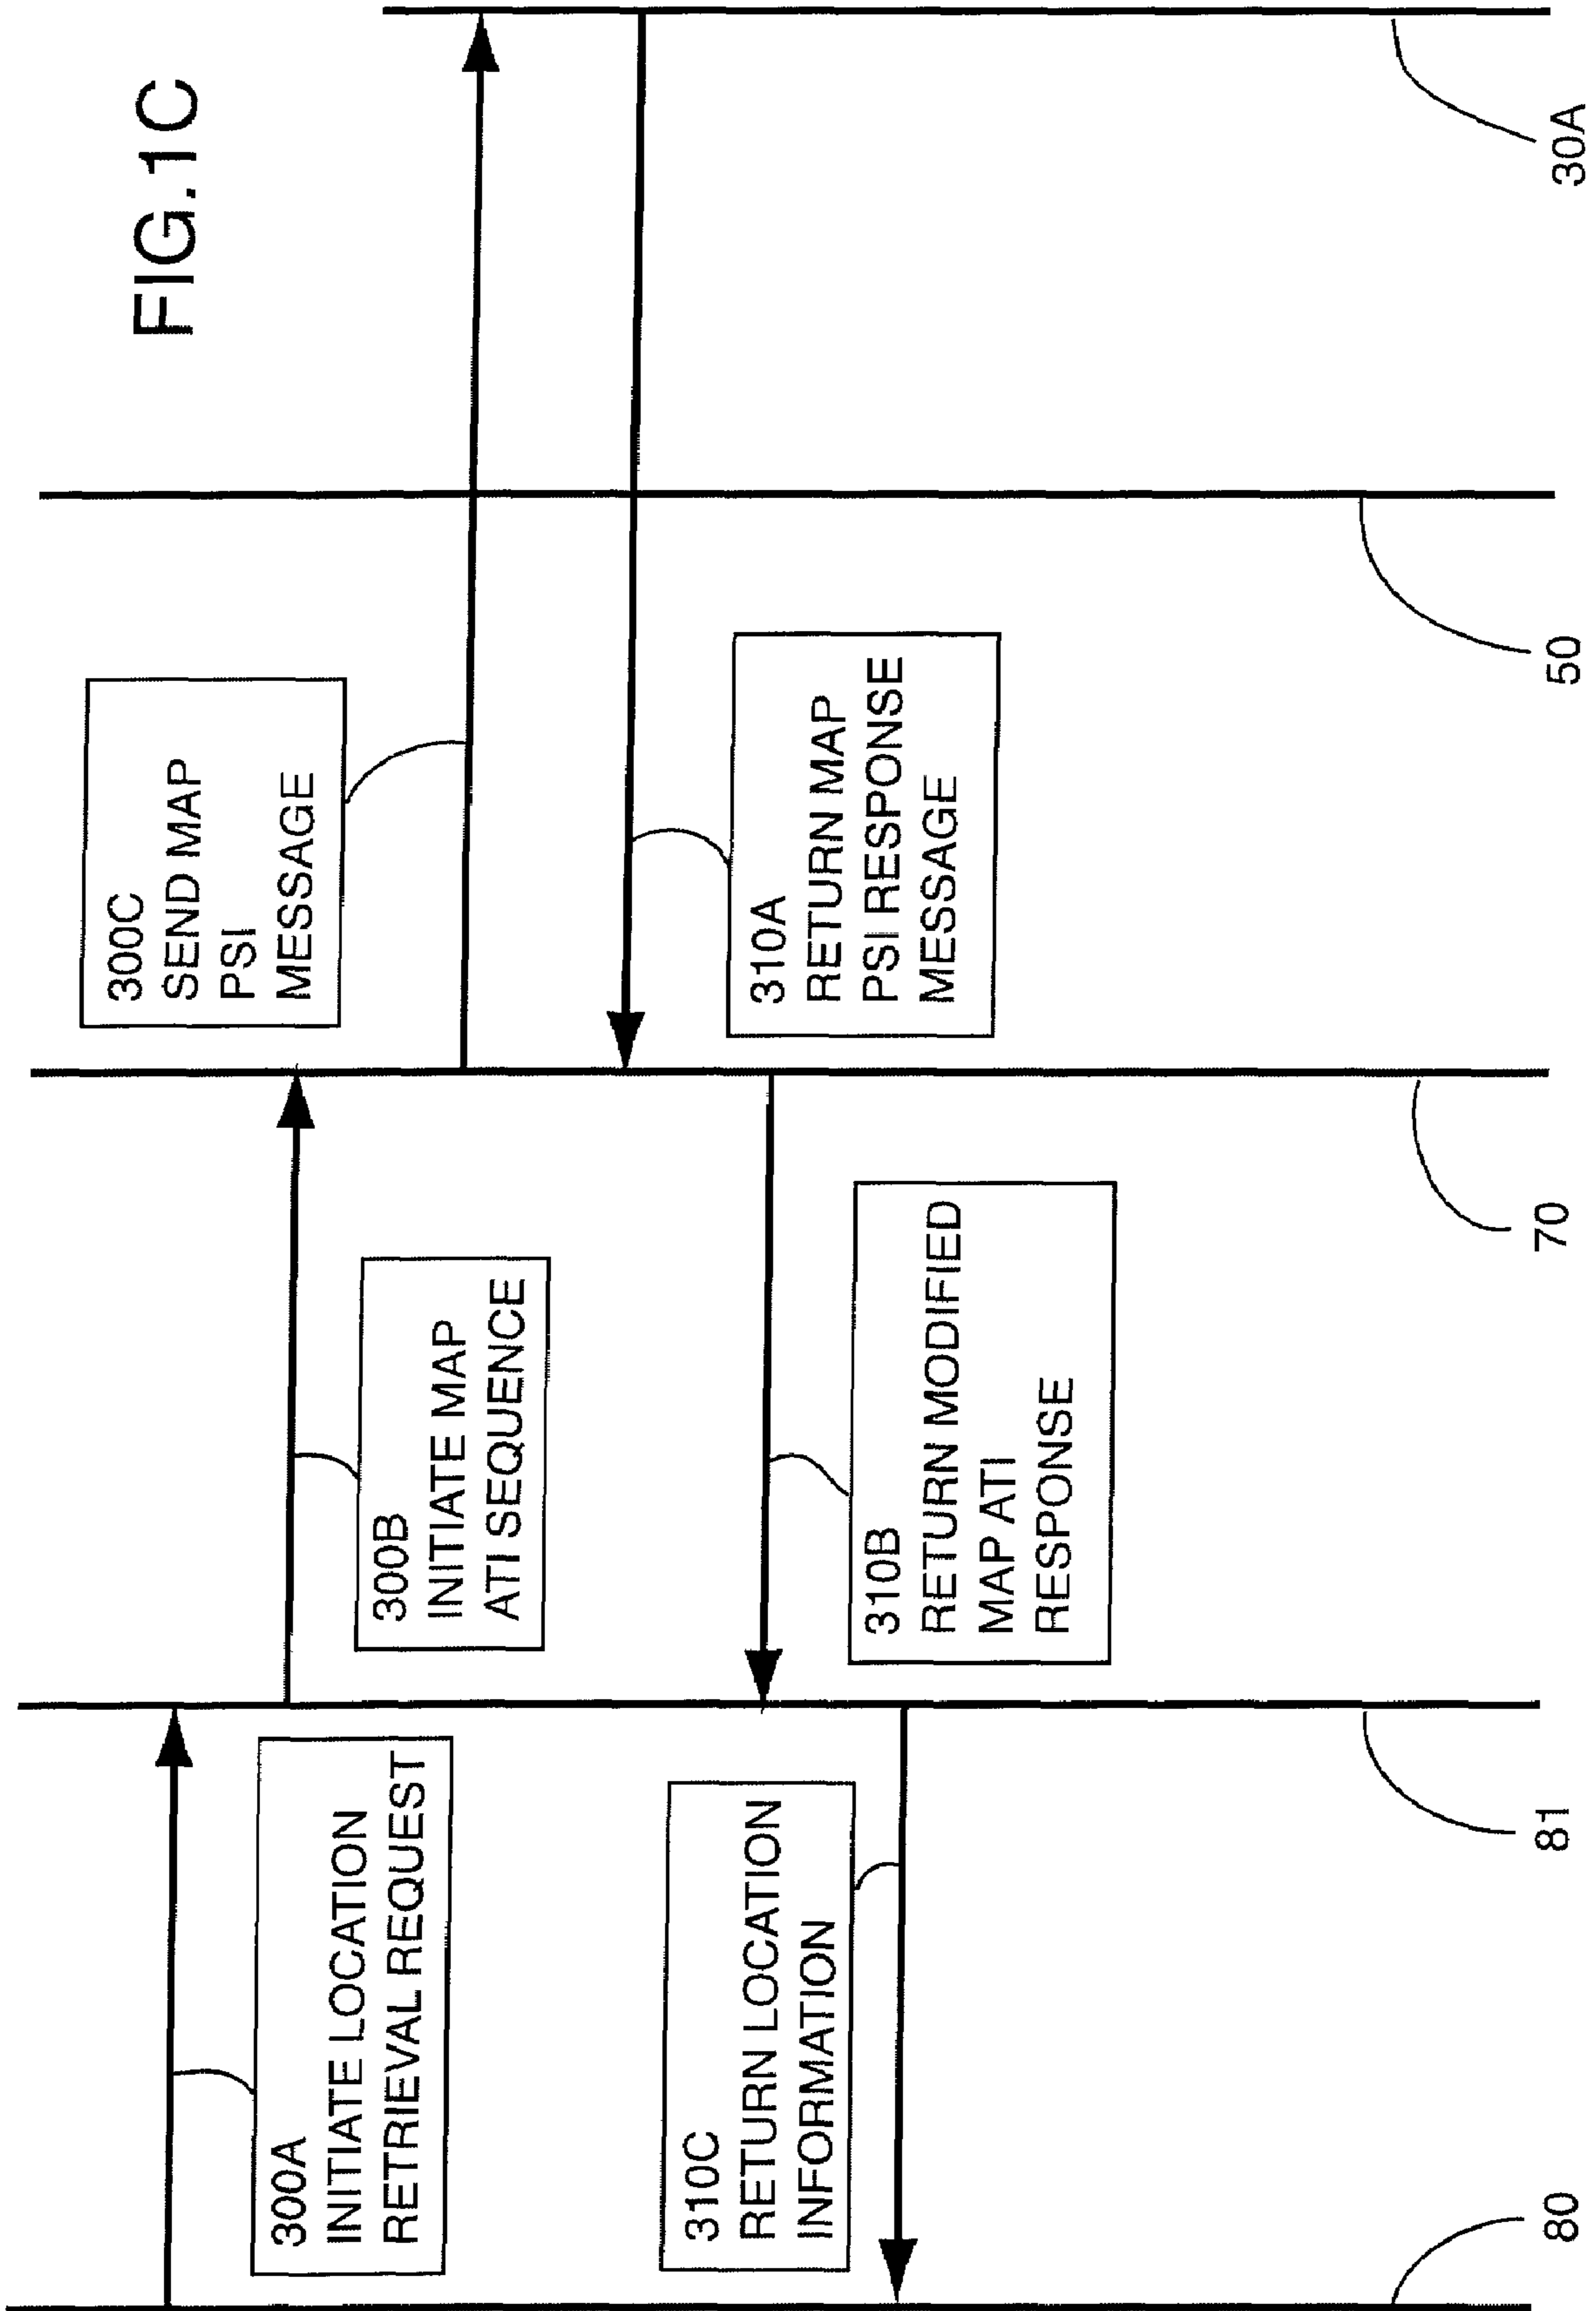 FIG.1C
300A
INITIATE LOCATION
RETRIEVAL REQUEST
300B
INITIATE MAP
ATI SEQUENCE
300C
SEND MAP
PSI
MESSAGE
310A
RETURN MAP
PSI RESPONSE
MESSAGE
310B
RETURN MODIFIED
MAP ATI
RESPONSE
310C
RETURN LOCATION
INFORMATION
80
81
70
50
30A